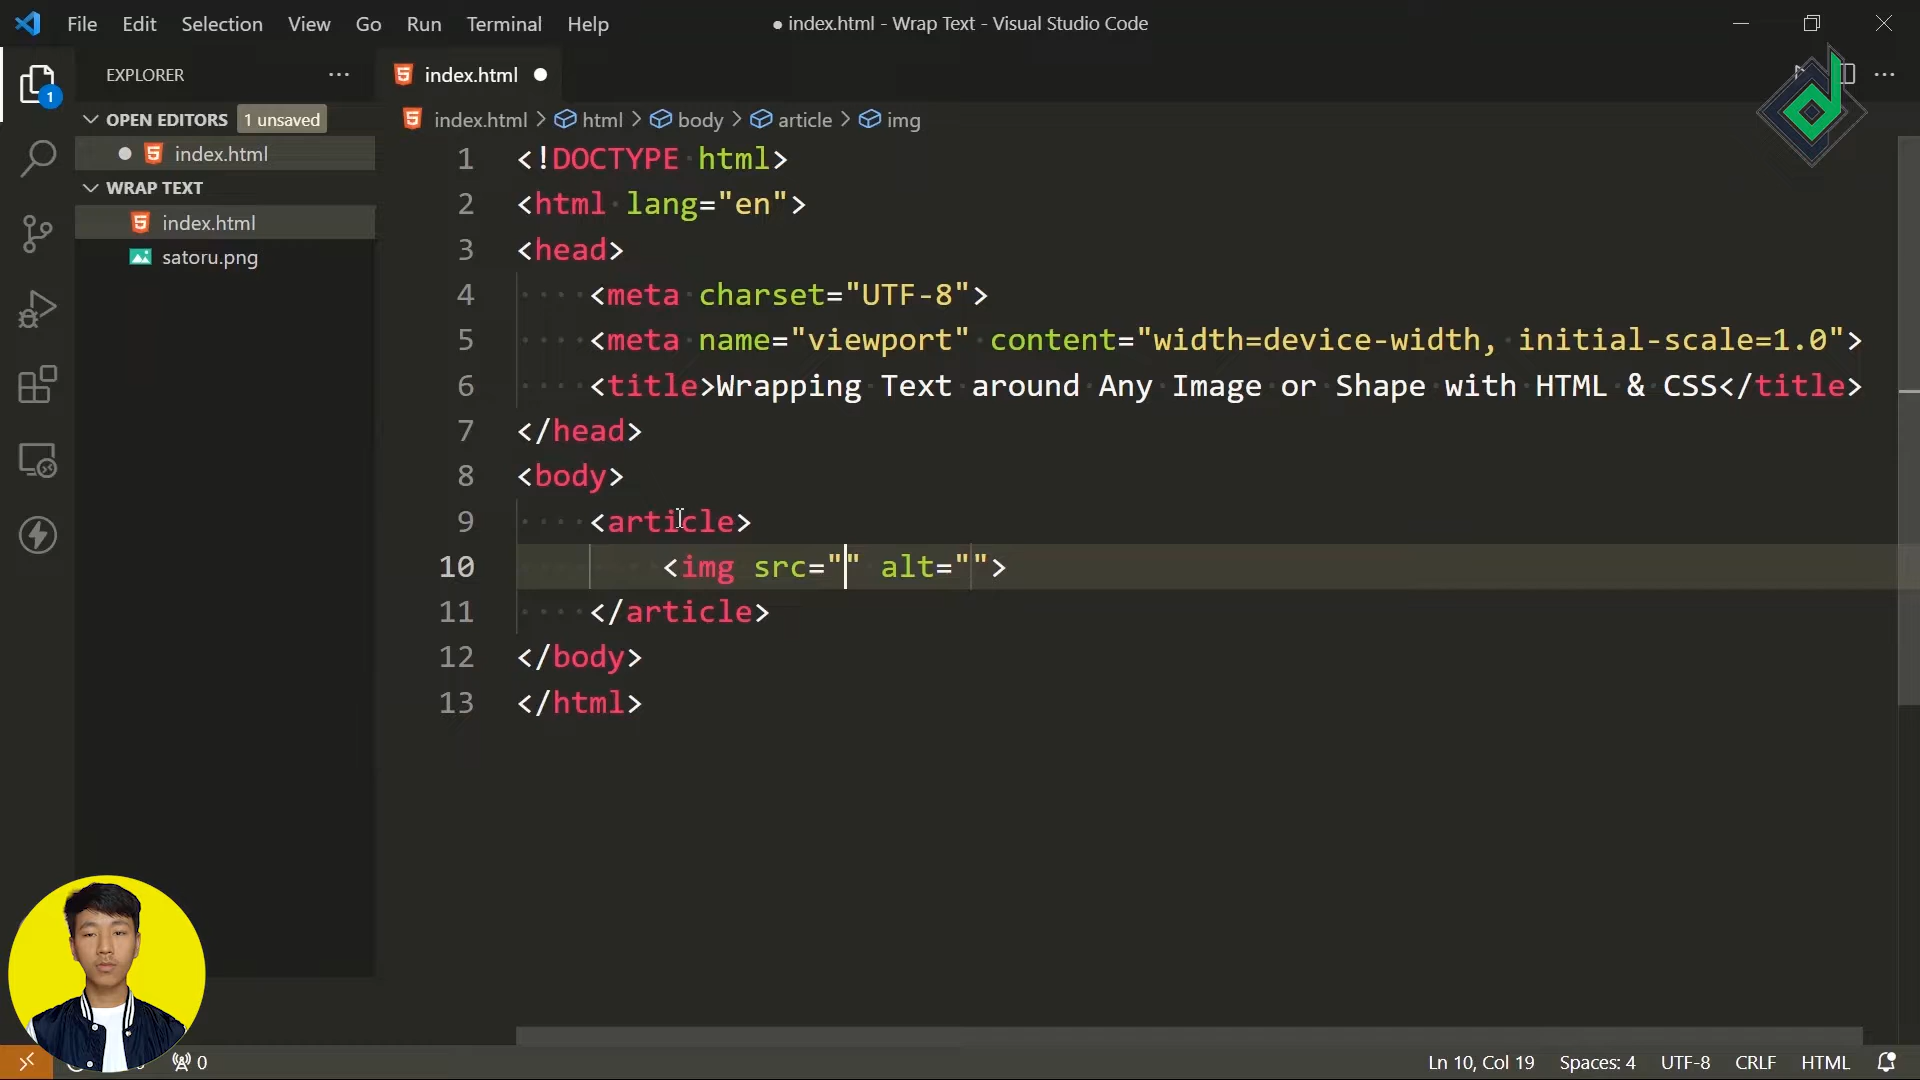 File Edit Selection View Go Run Terminal Help
● index.html - Wrap Text - Visual Studio Code
EXPLORER
1
OPEN EDITORS 1 unsaved
index.html
WRAP TEXT
index.html
satoru.png
index.html
index.html > html > body > article > img
1 <!DOCTYPE html>
2 <html lang="en">
3 <head>
4 <meta charset="UTF-8">
5 <meta name="viewport" content="width=device-width, initial-scale=1.0">
6 <title>Wrapping Text around Any Image or Shape with HTML & CSS</title>
7 </head>
8 <body>
9 <article>
10 <img src="" alt="">
11 </article>
12 </body>
13 </html>
0
Ln 10, Col 19 Spaces: 4 UTF-8 CRLF HTML